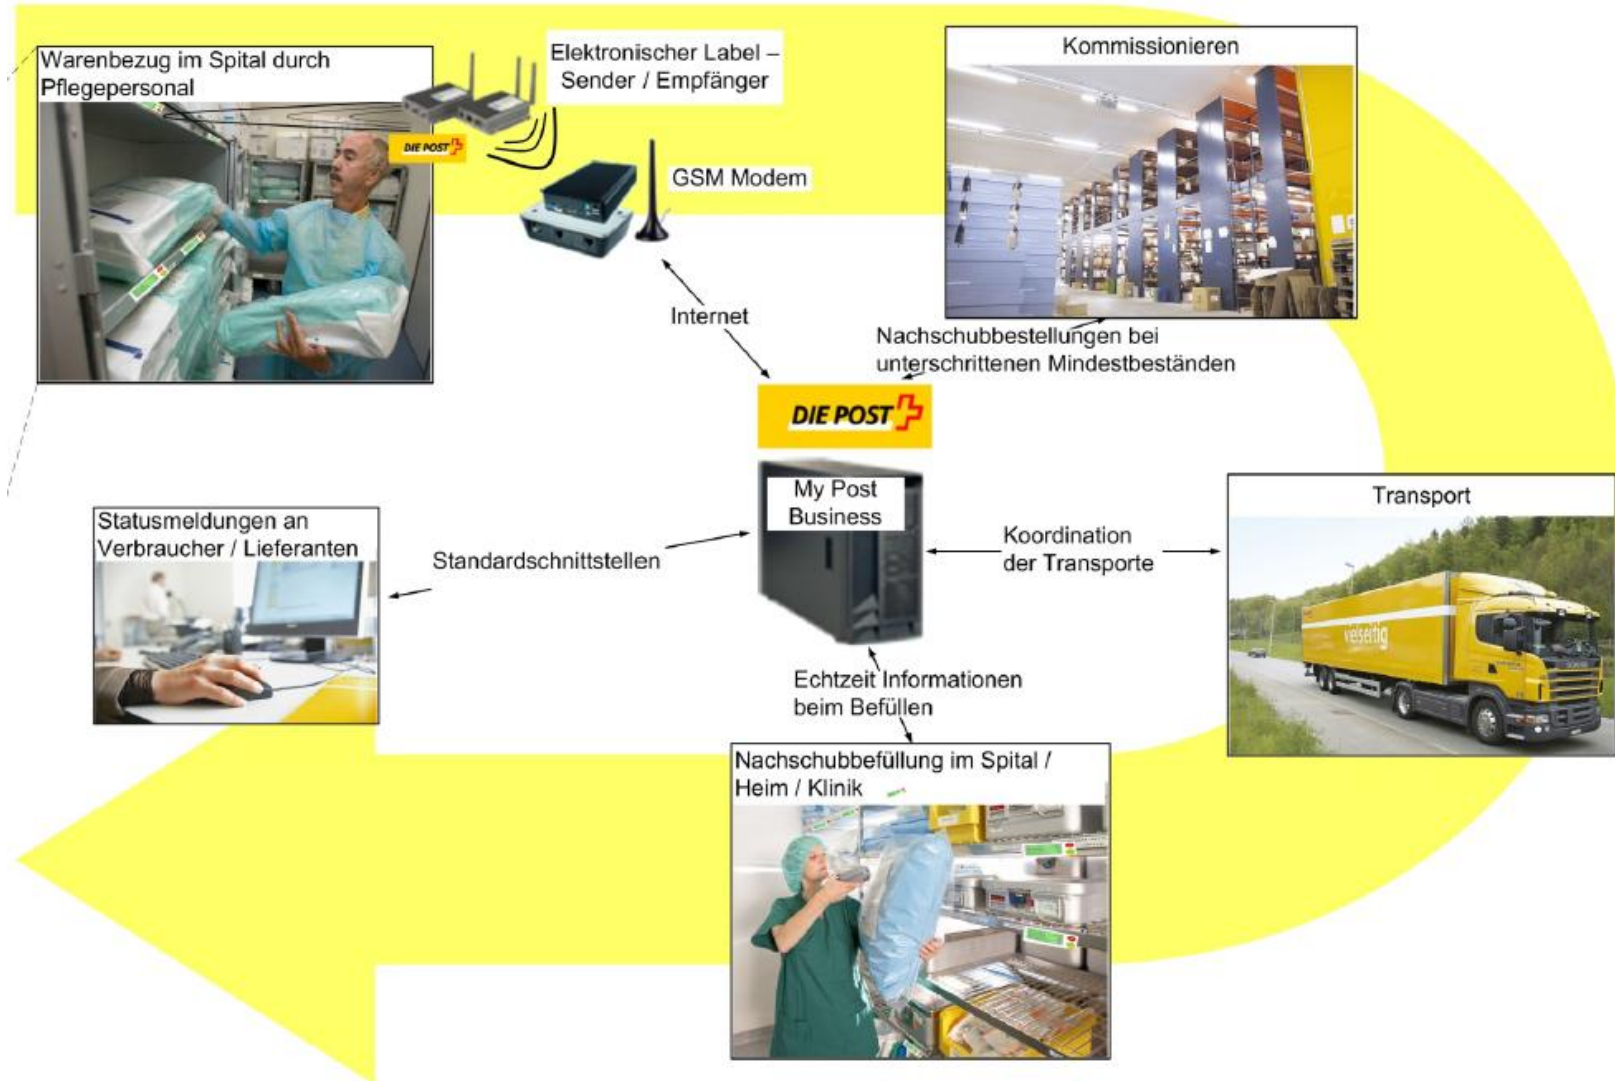 Warenbezug im Spital durch
Pflegepersonal
Elektronischer Label –
Sender / Empfänger
DIE POST
GSM Modem
Kommissionieren
Internet
Nachschubbestellungen bei
unterschrittenen Mindestbeständen
DIE POST
My Post
Business
Statusmeldungen an
Verbraucher / Lieferanten
Standardschnittstellen
Koordination
der Transporte
Transport
vielseitig
Echtzeit Informationen
beim Befüllen
Nachschubbefüllung im Spital /
Heim / Klinik